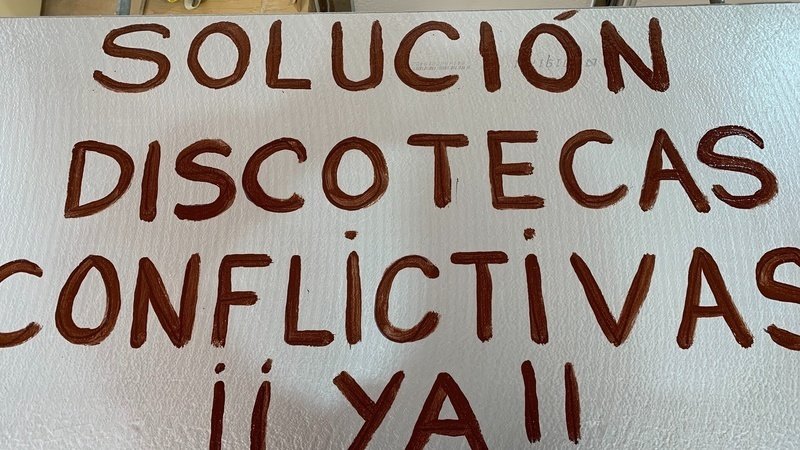 SOLUCIÓN
DISCOTECAS
CONFLICTIVAS
¡¡YA!!